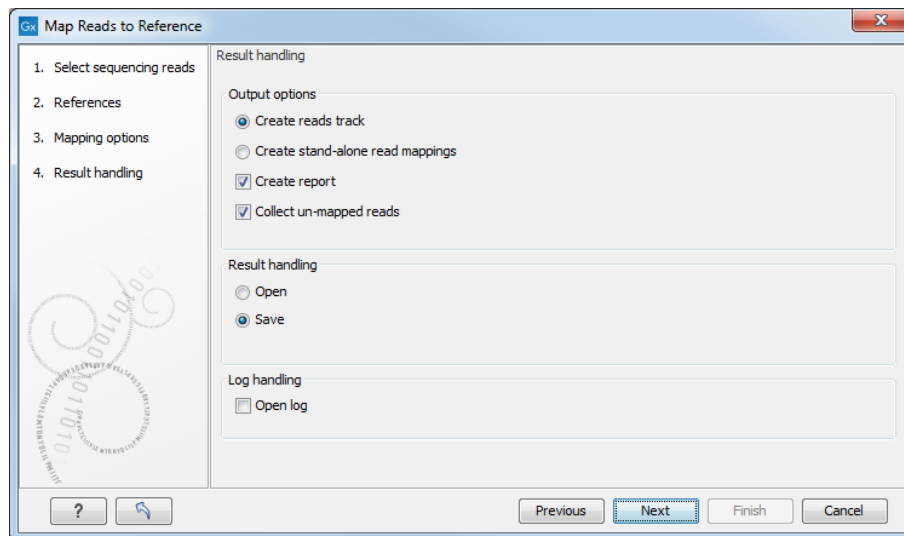 Gx Map Reads to Reference
1. Select sequencing reads
2. References
3. Mapping options
4. Result handling
Result handling
Output options
Create reads track
Create stand-alone read mappings
Create report
Collect un-mapped reads
Result handling
Open
Save
Log handling
Open log
?
Previous
Next
Finish
Cancel